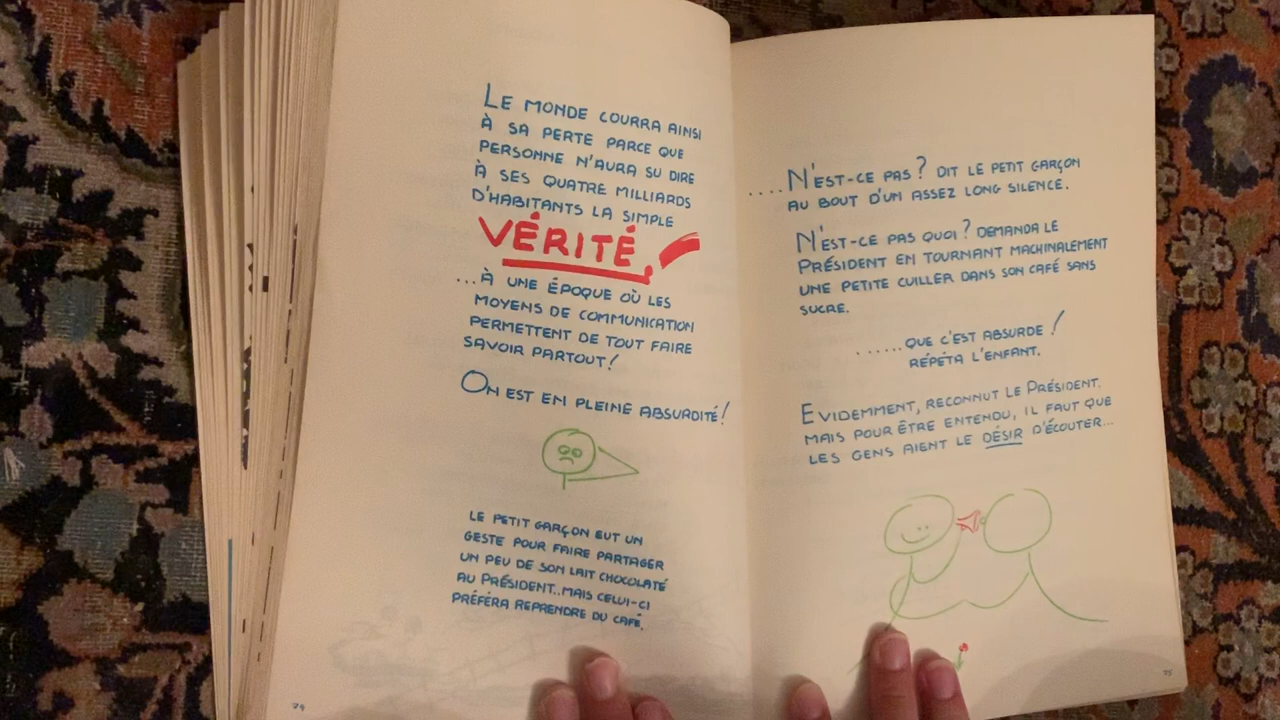 LE MONDE COURRA AINSI
À SA PERTE PARCE QUE
PERSONNE N'AURA SU DIRE
À SES QUATRE MILLIARDS
D'HABITANTS LA SIMPLE
VÉRITÉ,
...À UNE ÉPOQUE OÙ LES
MOYENS DE COMMUNICATION
PERMETTENT DE TOUT FAIRE
SAVOIR PARTOUT!
ON EST EN PLEINE ABSURDITÉ!
LE PETIT GARÇON EUT UN
GESTE POUR FAIRE PARTAGER
UN PEU DE SON LAIT CHOCOLATÉ
AU PRÉSIDENT..MAIS CELUI-CI
PRÉFÉRA REPRENDRE DU CAFÉ.
74
....N'EST-CE PAS? DIT LE PETIT GARÇON
AU BOUT D'UN ASSEZ LONG SILENCE.
N'EST-CE PAS QUOI? DEMANDA LE
PRÉSIDENT EN TOURNANT MACHINALEMENT
UNE PETITE CUILLER DANS SON CAFÉ SANS
SUCRE.
......QUE C'EST ABSURDE!
RÉPÉTA L'ENFANT.
EVIDEMMENT, RECONNUT LE PRÉSIDENT.
MAIS POUR ÊTRE ENTENDU, IL FAUT QUE
LES GENS AIENT LE DÉSIR D'ÉCOUTER...
75